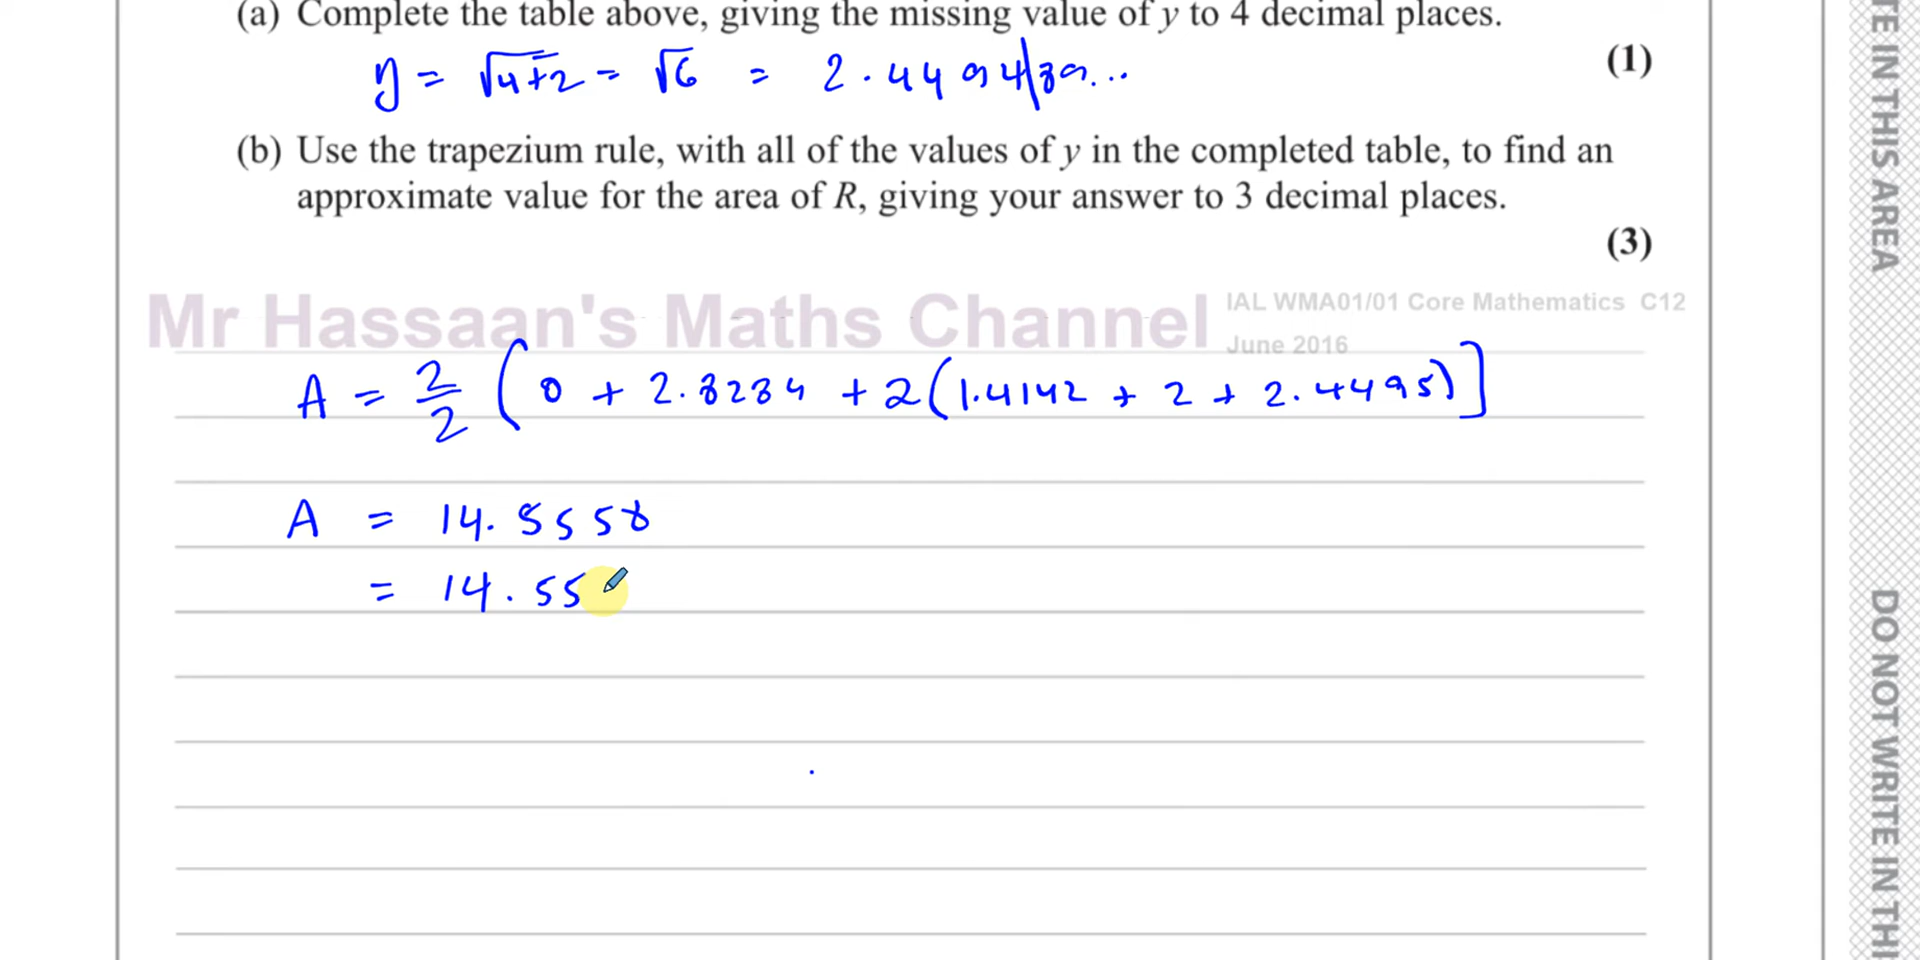 (a) Complete the table above, giving the missing value of y to 4 decimal places.
(1)
y = √4+2 = √6 = 2.4494|89...
(b) Use the trapezium rule, with all of the values of y in the completed table, to find an
approximate value for the area of R, giving your answer to 3 decimal places.
(3)
Mr Hassaan's Maths Channel
IAL WMA01/01 Core Mathematics C12
June 2016
A = 2/2 ( 0 + 2.8284 + 2(1.4142 + 2 + 2.4495) ]
A = 14.5558
= 14.55
TE IN THIS AREA
DO NOT WRITE IN THI